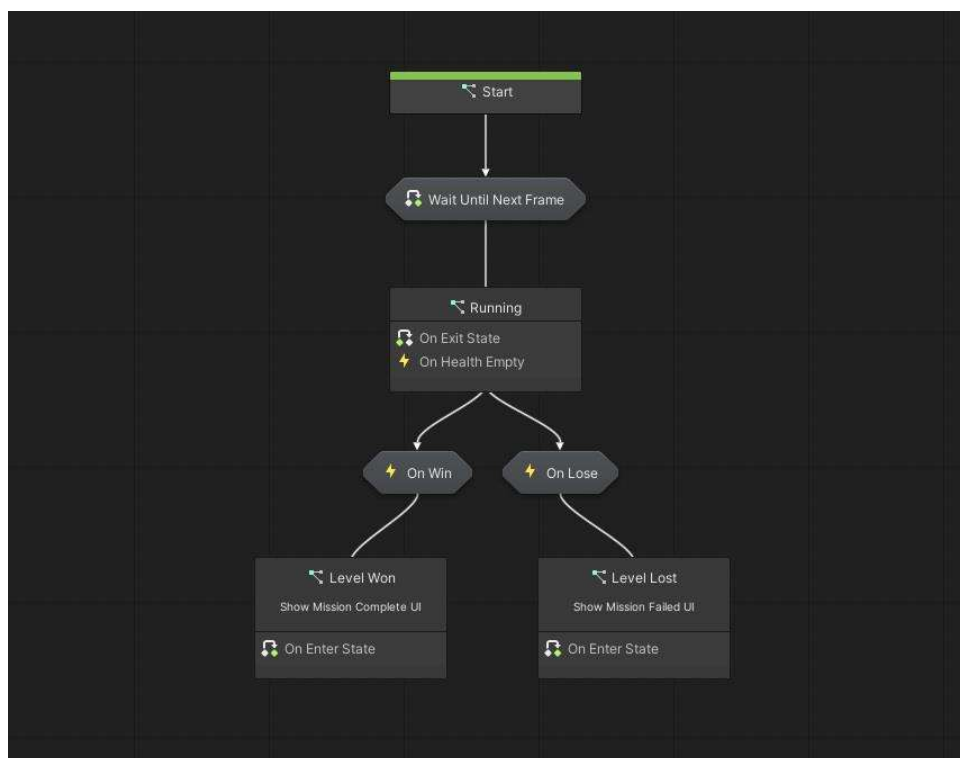 Start
Wait Until Next Frame
Running
On Exit State
On Health Empty
On Win
On Lose
Level Won
Show Mission Complete UI
On Enter State
Level Lost
Show Mission Failed UI
On Enter State